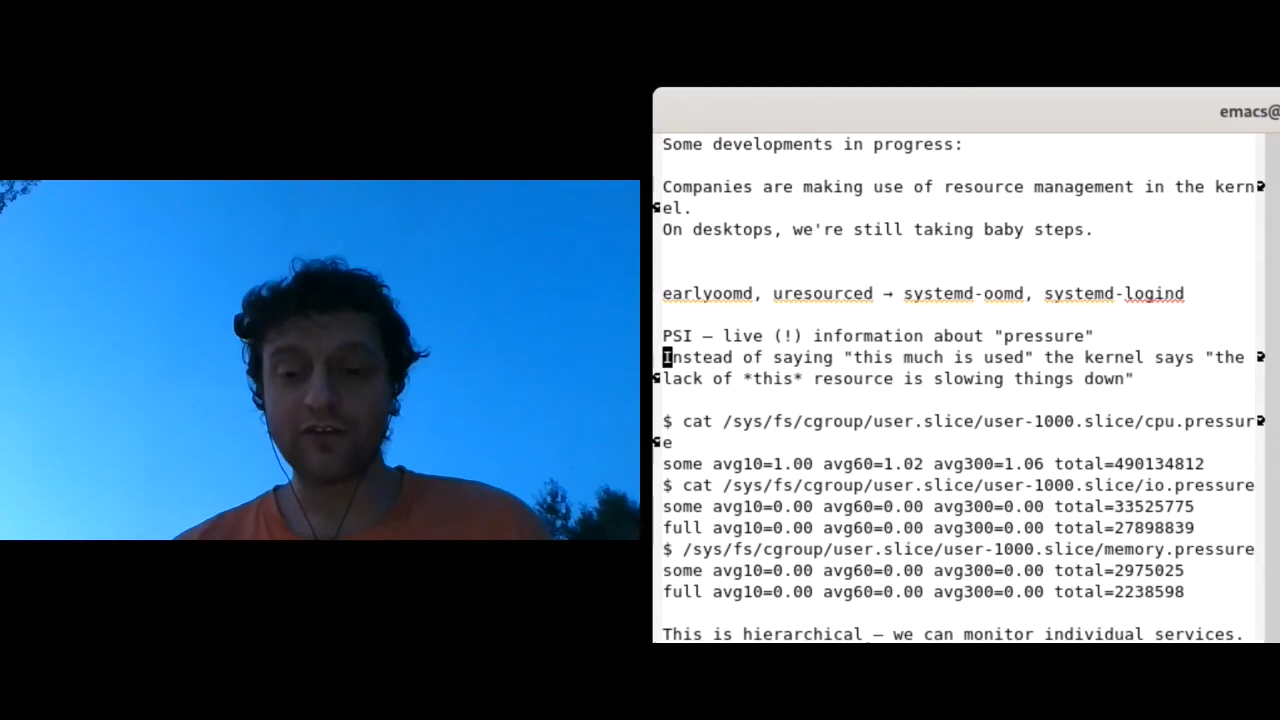 emacs@
Some developments in progress:
Companies are making use of resource management in the kern
el.
On desktops, we're still taking baby steps.
earlyoomd, uresourced → systemd-oomd, systemd-logind
PSI — live (!) information about "pressure"
Instead of saying "this much is used" the kernel says "the
lack of *this* resource is slowing things down"
$ cat /sys/fs/cgroup/user.slice/user-1000.slice/cpu.pressur
e
some avg10=1.00 avg60=1.02 avg300=1.06 total=490134812
$ cat /sys/fs/cgroup/user.slice/user-1000.slice/io.pressure
some avg10=0.00 avg60=0.00 avg300=0.00 total=33525775
full avg10=0.00 avg60=0.00 avg300=0.00 total=27898839
$ /sys/fs/cgroup/user.slice/user-1000.slice/memory.pressure
some avg10=0.00 avg60=0.00 avg300=0.00 total=2975025
full avg10=0.00 avg60=0.00 avg300=0.00 total=2238598
This is hierarchical — we can monitor individual services.